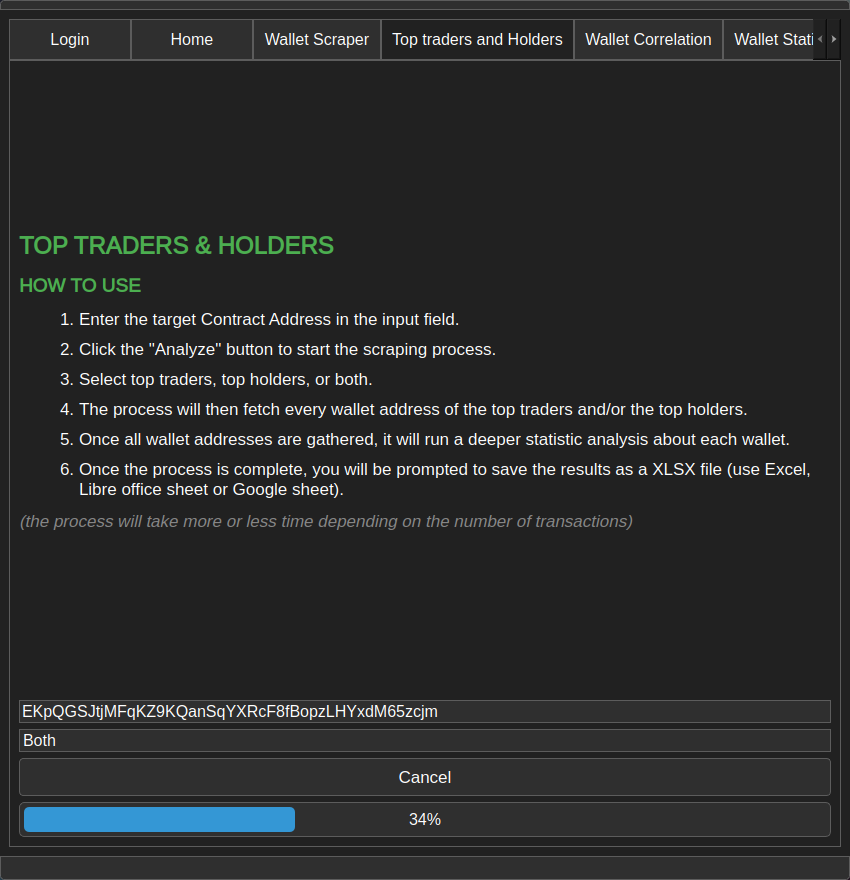 Login Home Wallet Scraper Top traders and Holders Wallet Correlation Wallet Stati
TOP TRADERS & HOLDERS
HOW TO USE
1. Enter the target Contract Address in the input field.
2. Click the "Analyze" button to start the scraping process.
3. Select top traders, top holders, or both.
4. The process will then fetch every wallet address of the top traders and/or the top holders.
5. Once all wallet addresses are gathered, it will run a deeper statistic analysis about each wallet.
6. Once the process is complete, you will be prompted to save the results as a XLSX file (use Excel,
Libre office sheet or Google sheet).
(the process will take more or less time depending on the number of transactions)
EKpQGSJtjMFqKZ9KQanSqYXRcF8fBopzLHYxdM65zcjm
Both
Cancel
34%